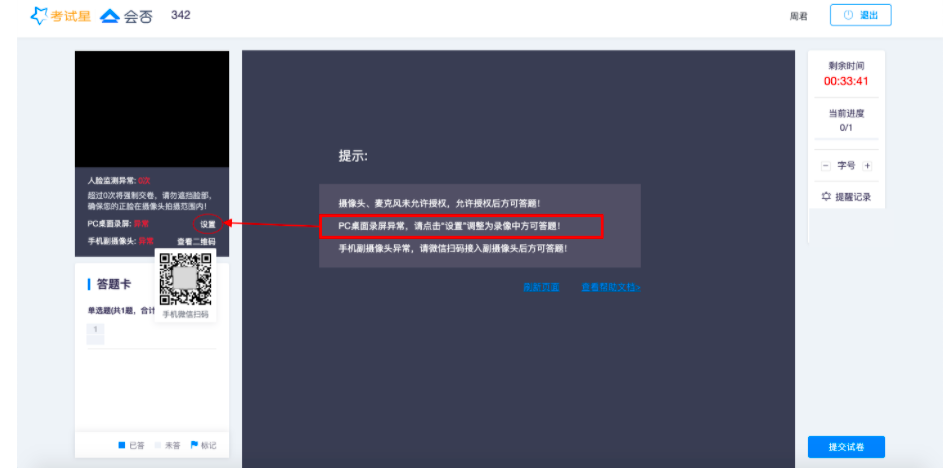 考试星 会否 342
周君 退出
人脸监测异常: 0次
超过0次将强制交卷, 请勿遮挡脸部,
确保您的正脸在摄像头拍摄范围内!
PC桌面录屏: 异常 设置
手机副摄像头: 异常 查看二维码
手机微信扫码
答题卡
单选题(共1题, 合计
1
已答 未答 标记
提示:
摄像头、麦克风未允许授权, 允许授权后方可答题!
PC桌面录屏异常, 请点击“设置”调整为录像中方可答题!
手机副摄像头异常, 请微信扫码接入副摄像头后方可答题!
刷新页面 查看帮助文档>
剩余时间
00:33:41
当前进度
0/1
- 字号 +
提醒记录
提交试卷